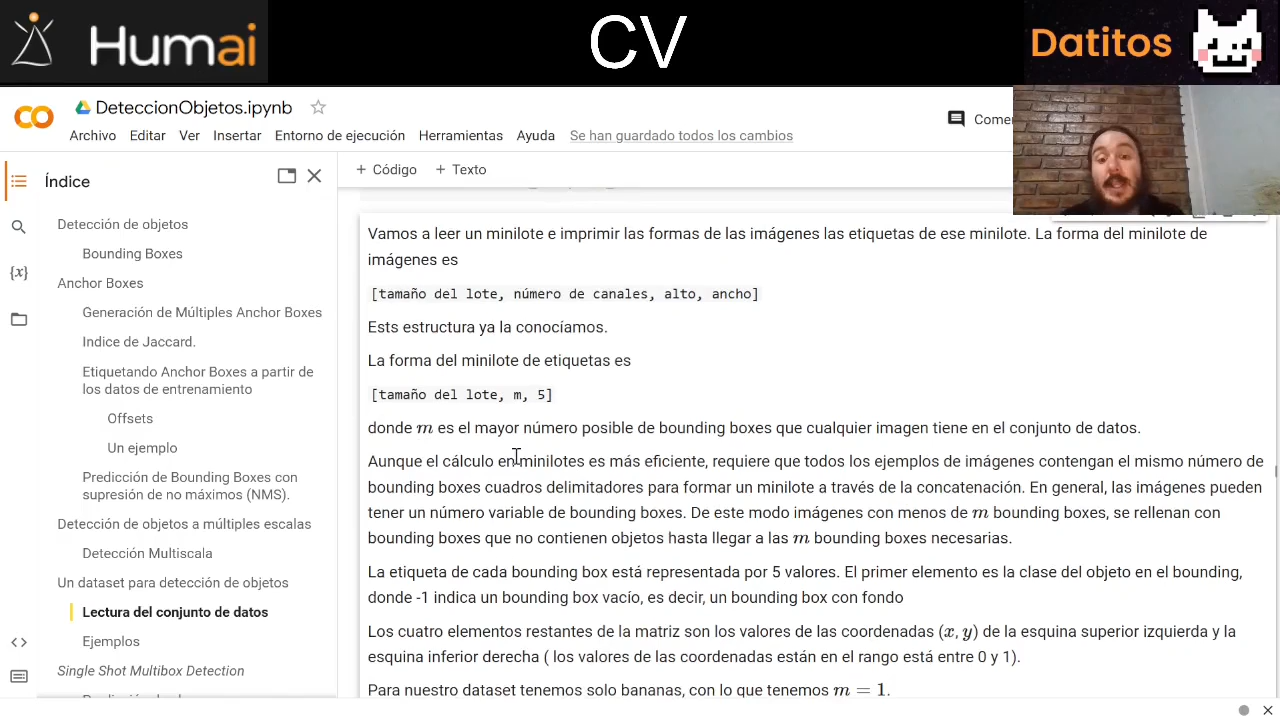 Humai
CV
Datitos
DeteccionObjetos.ipynb
Archivo Editar Ver Insertar Entorno de ejecución Herramientas Ayuda Se han guardado todos los cambios
Comen
Índice
+ Código + Texto
Detección de objetos
Bounding Boxes
Anchor Boxes
Generación de Múltiples Anchor Boxes
Indice de Jaccard.
Etiquetando Anchor Boxes a partir de
los datos de entrenamiento
Offsets
Un ejemplo
Predicción de Bounding Boxes con
supresión de no máximos (NMS).
Detección de objetos a múltiples escalas
Detección Multiscala
Un dataset para detección de objetos
Lectura del conjunto de datos
Ejemplos
Single Shot Multibox Detection
Vamos a leer un minilote e imprimir las formas de las imágenes las etiquetas de ese minilote. La forma del minilote de
imágenes es
[tamaño del lote, número de canales, alto, ancho]
Ests estructura ya la conocíamos.
La forma del minilote de etiquetas es
[tamaño del lote, m, 5]
donde m es el mayor número posible de bounding boxes que cualquier imagen tiene en el conjunto de datos.
Aunque el cálculo en minilotes es más eficiente, requiere que todos los ejemplos de imágenes contengan el mismo número de
bounding boxes cuadros delimitadores para formar un minilote a través de la concatenación. En general, las imágenes pueden
tener un número variable de bounding boxes. De este modo imágenes con menos de m bounding boxes, se rellenan con
bounding boxes que no contienen objetos hasta llegar a las m bounding boxes necesarias.
La etiqueta de cada bounding box está representada por 5 valores. El primer elemento es la clase del objeto en el bounding,
donde -1 indica un bounding box vacío, es decir, un bounding box con fondo
Los cuatro elementos restantes de la matriz son los valores de las coordenadas (x, y) de la esquina superior izquierda y la
esquina inferior derecha ( los valores de las coordenadas están en el rango está entre 0 y 1).
Para nuestro dataset tenemos solo bananas, con lo que tenemos m = 1.